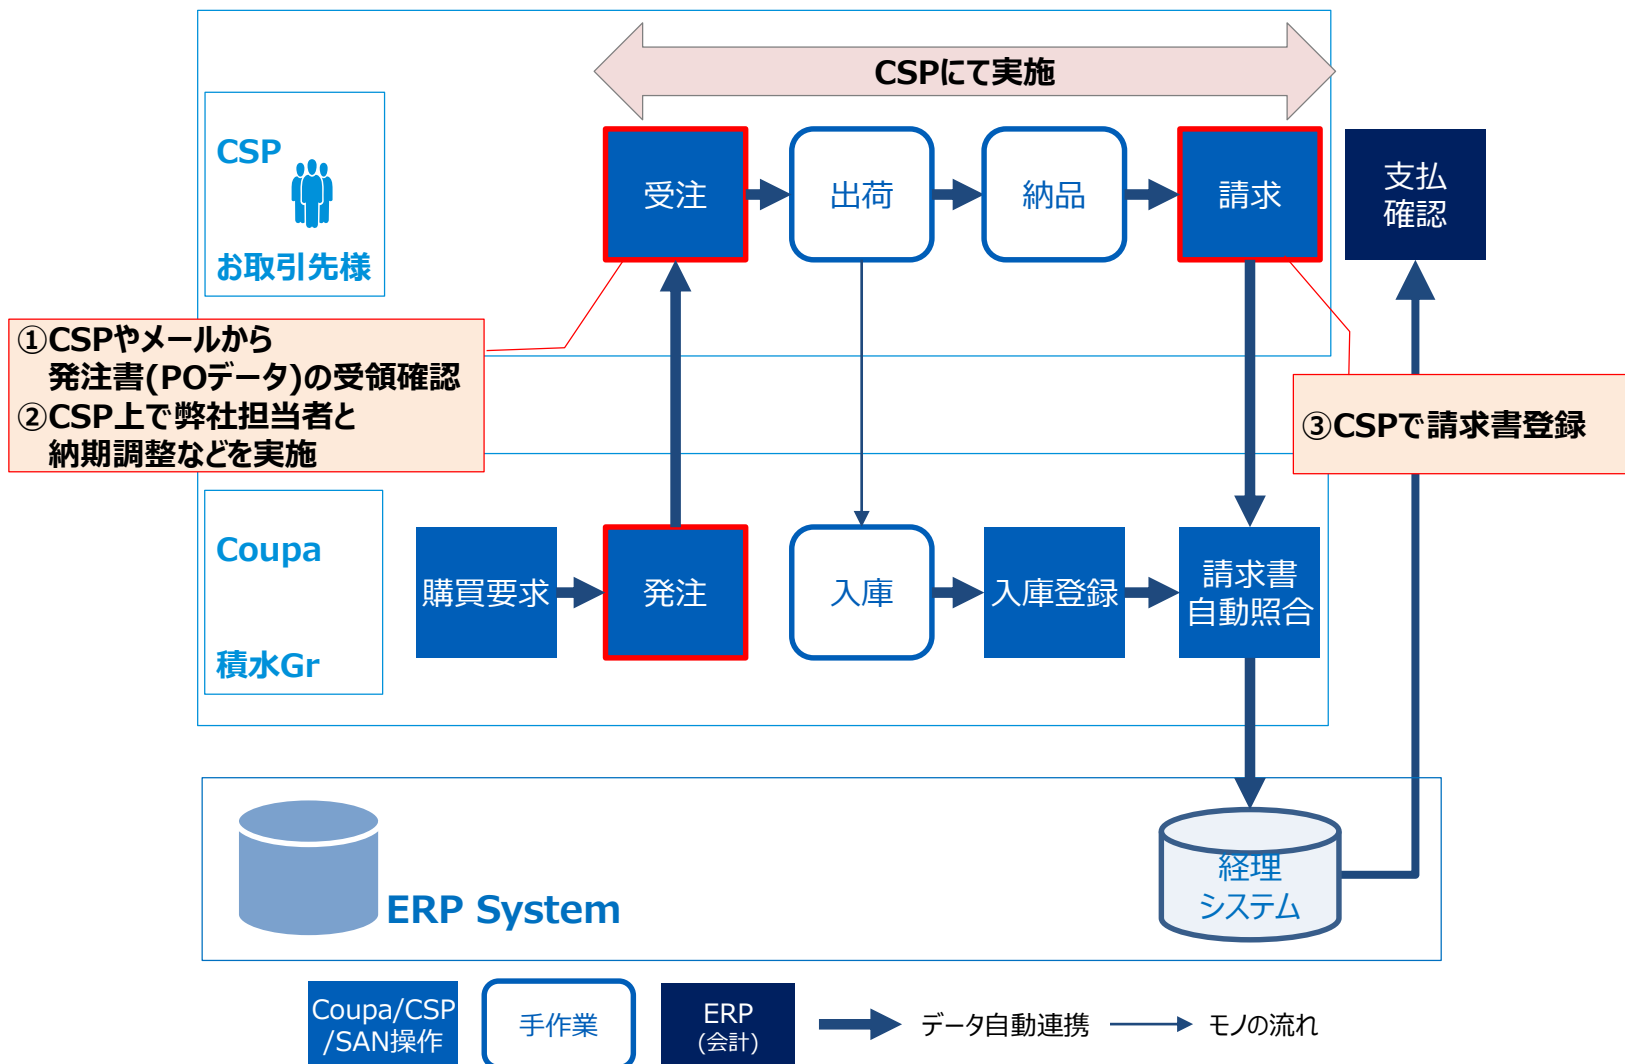 CSPにて実施
CSP
お取引先様
受注
出荷
納品
請求
支払
確認
①CSPやメールから
発注書(POデータ)の受領確認
②CSP上で弊社担当者と
納期調整などを実施
③CSPで請求書登録
Coupa
積水Gr
購買要求
発注
入庫
入庫登録
請求書
自動照合
ERP System
経理
システム
Coupa/CSP
/SAN操作
手作業
ERP
(会計)
データ自動連携
モノの流れ